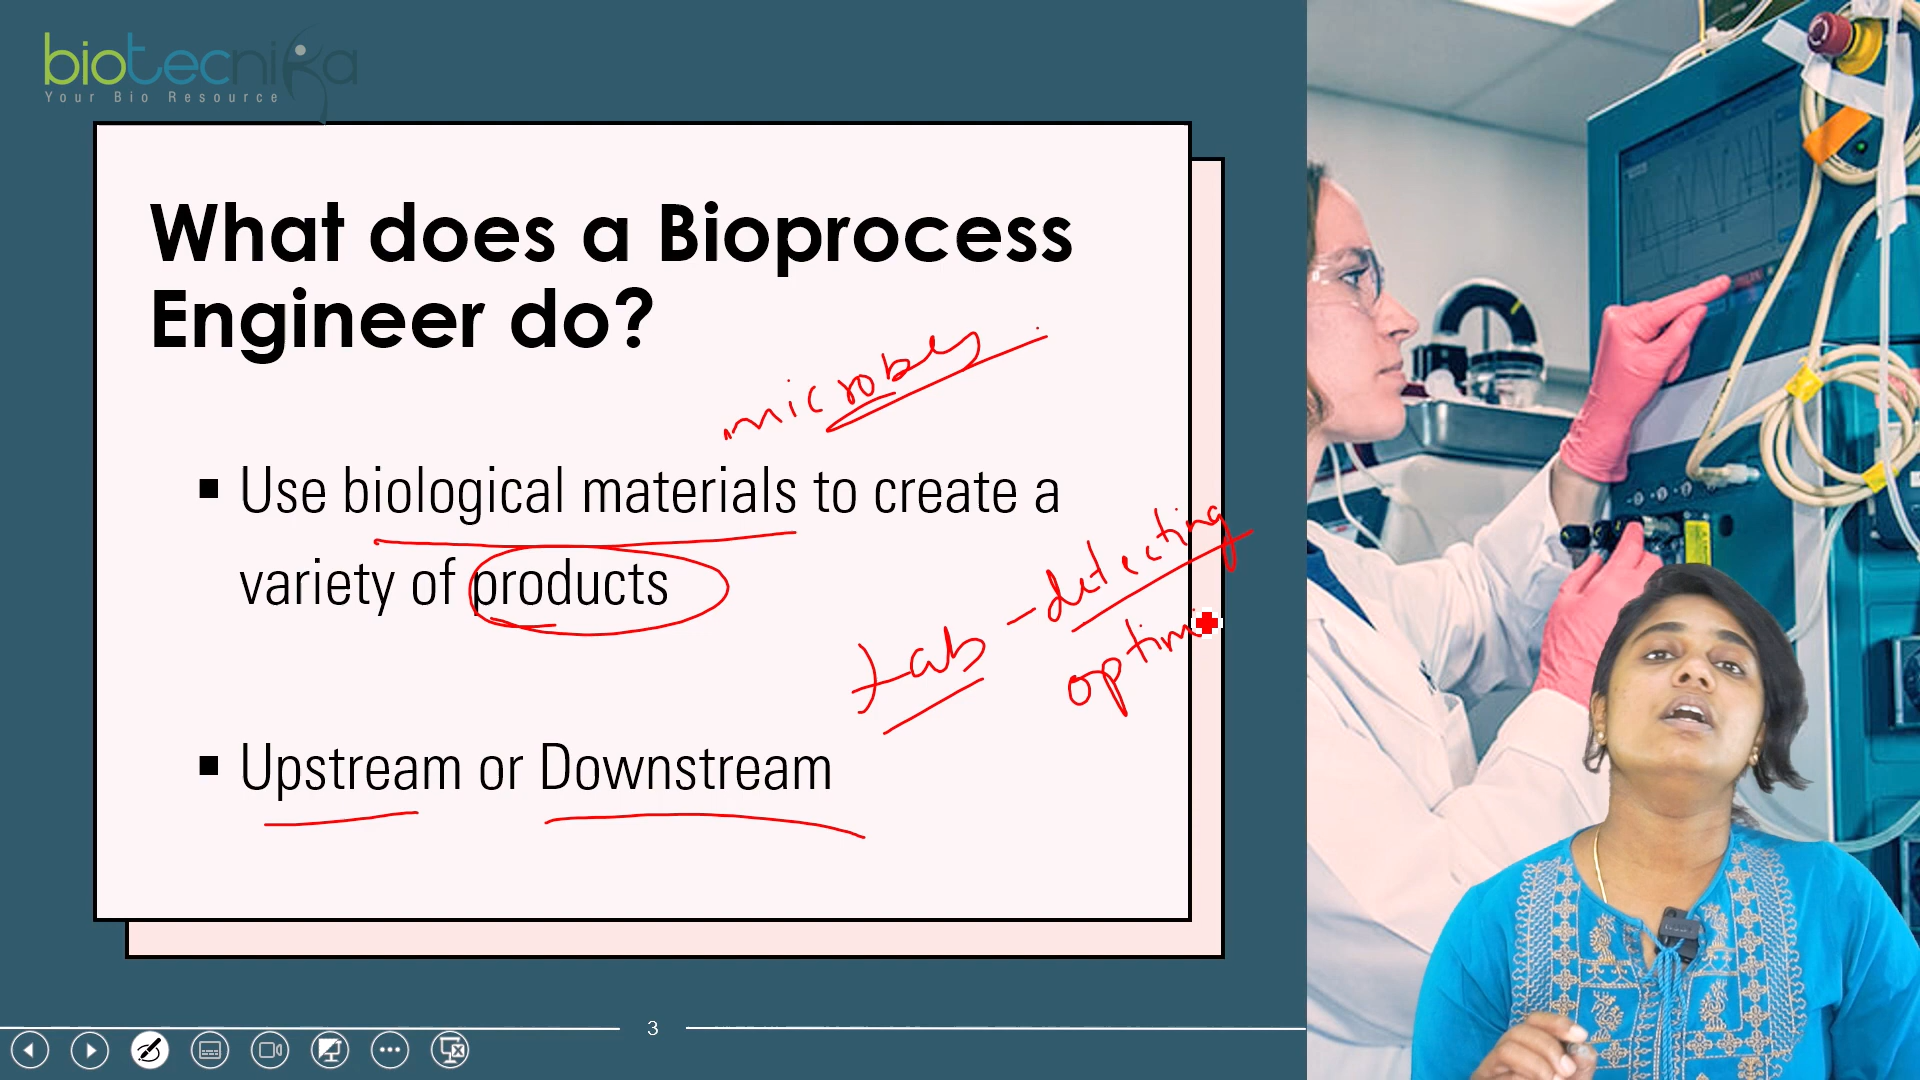 biotecnika
Your Bio Resource
What does a Bioprocess
Engineer do?
microbes
▪ Use biological materials to create a
variety of products
Lab - detecting
optimi
▪ Upstream or Downstream
3